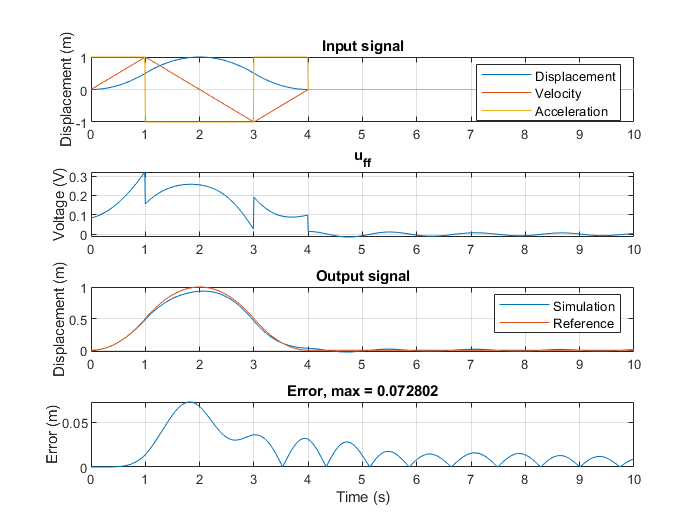 Input signal
Displacement (m)
1
0
-1
Displacement
Velocity
Acceleration
0 1 2 3 4 5 6 7 8 9 10
u_ff
Voltage (V)
0.3
0.2
0.1
0
0 1 2 3 4 5 6 7 8 9 10
Output signal
Displacement (m)
1
0.5
0
Simulation
Reference
0 1 2 3 4 5 6 7 8 9 10
Error, max = 0.072802
Error (m)
0.05
0
0 1 2 3 4 5 6 7 8 9 10
Time (s)